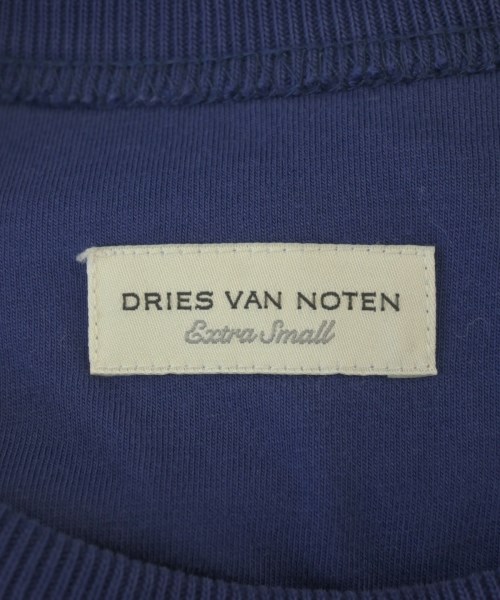 DRIES VAN NOTEN
Extra Small